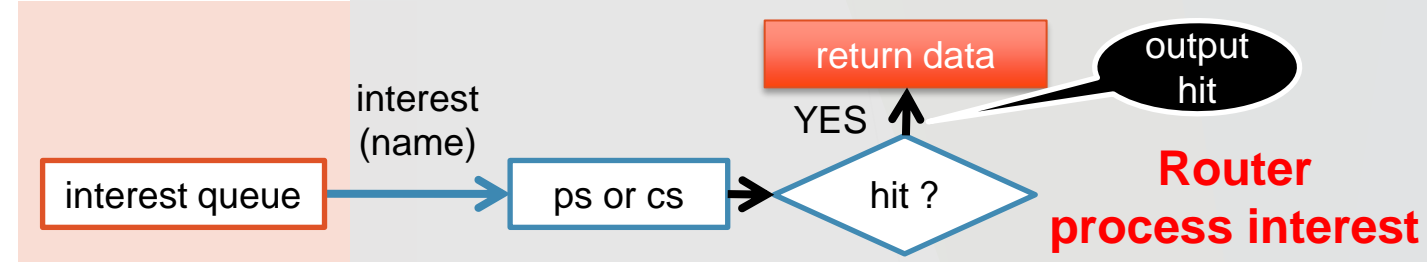 return data
output
hit
interest
(name)
YES
interest queue
ps or cs
hit ?
Router
process interest